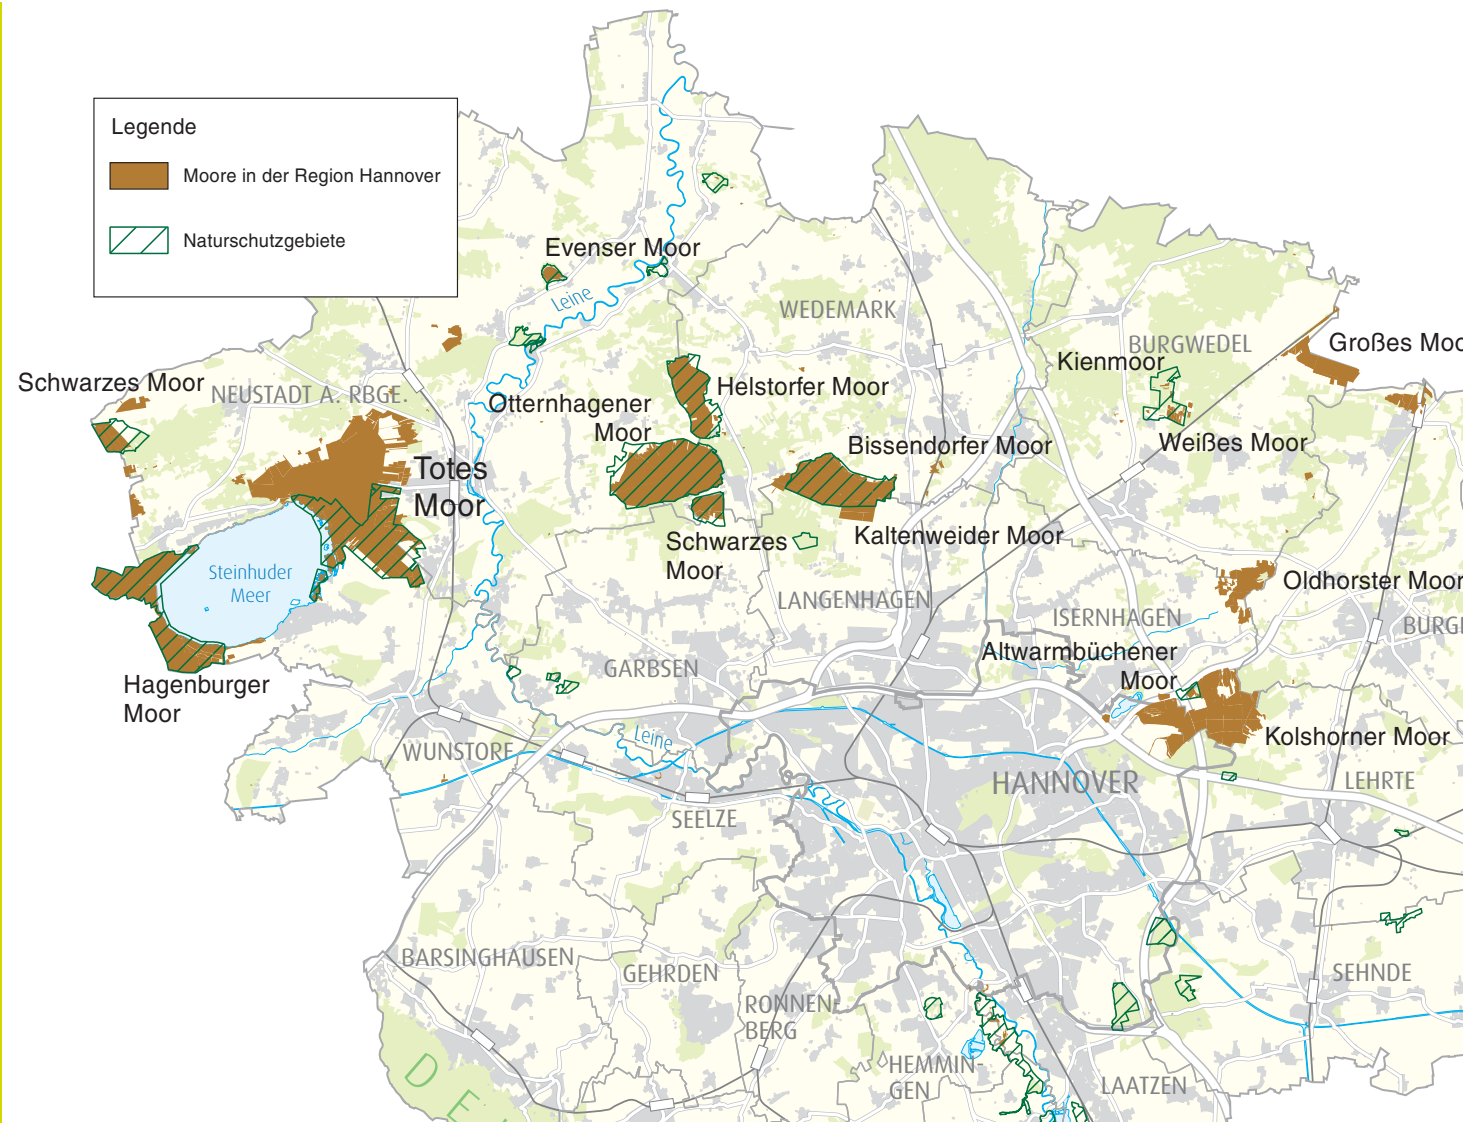 Legende
Moore in der Region Hannover
Naturschutzgebiete
Evenser Moor
Leine
WEDEMARK
BURGWEDEL
Großes Moo
Kienmoor
Schwarzes Moor
NEUSTADT A. RBGE.
Helstorfer Moor
Otternhagener
Moor
Bissendorfer Moor
Weißes Moor
Totes
Moor
Schwarzes
Moor
Kaltenweider Moor
Steinhuder
Meer
Oldhorster Moor
LANGENHAGEN
ISERNHAGEN
BURG
Altwarmbüchener
Moor
GARBSEN
Hagenburger
Moor
Kolshorner Moor
Leine
WUNSTORF
HANNOVER
LEHRTE
SEELZE
BARSINGHAUSEN
GEHRDEN
SEHNDE
RONNEN-
BERG
HEMMIN-
GEN
LAATZEN
D
E